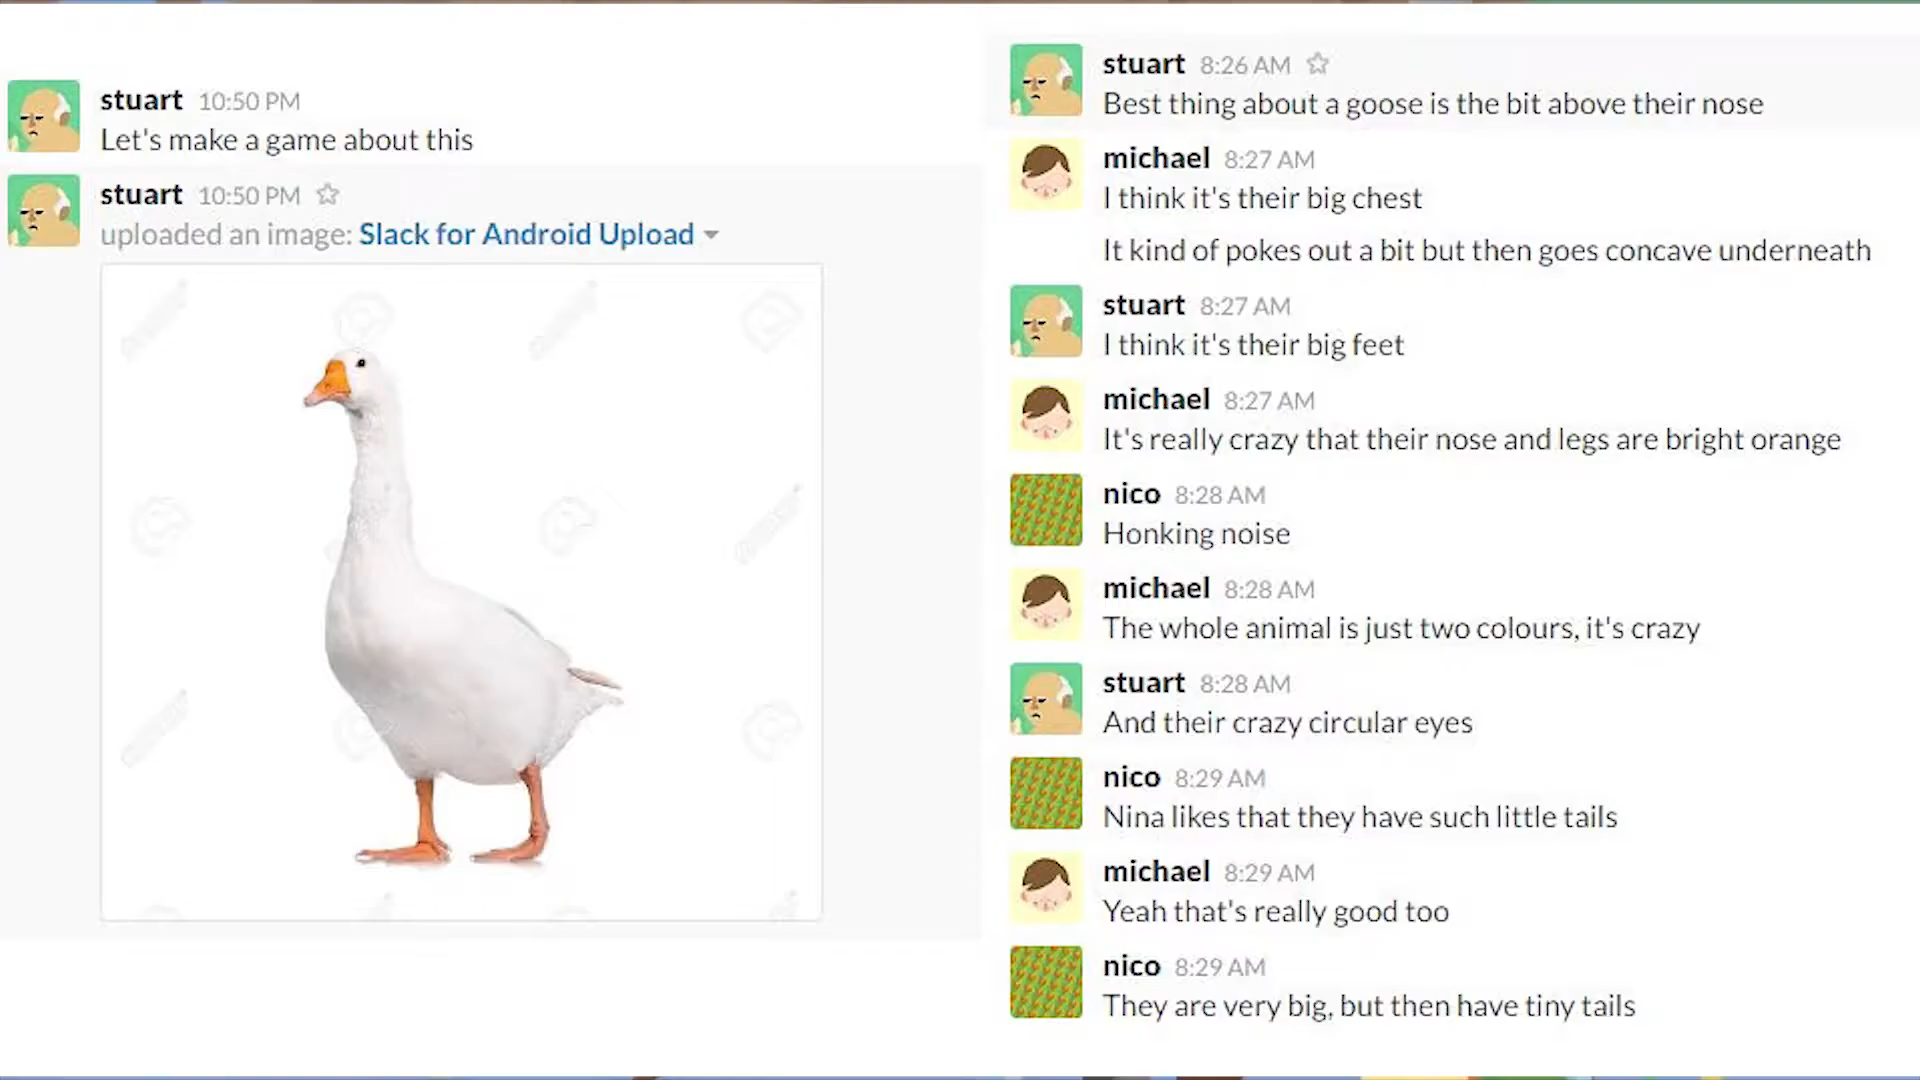 stuart 10:50 PM
Let's make a game about this
stuart 10:50 PM
uploaded an image: Slack for Android Upload
stuart 8:26 AM
Best thing about a goose is the bit above their nose
michael 8:27 AM
I think it's their big chest
It kind of pokes out a bit but then goes concave underneath
stuart 8:27 AM
I think it's their big feet
michael 8:27 AM
It's really crazy that their nose and legs are bright orange
nico 8:28 AM
Honking noise
michael 8:28 AM
The whole animal is just two colours, it's crazy
stuart 8:28 AM
And their crazy circular eyes
nico 8:29 AM
Nina likes that they have such little tails
michael 8:29 AM
Yeah that's really good too
nico 8:29 AM
They are very big, but then have tiny tails